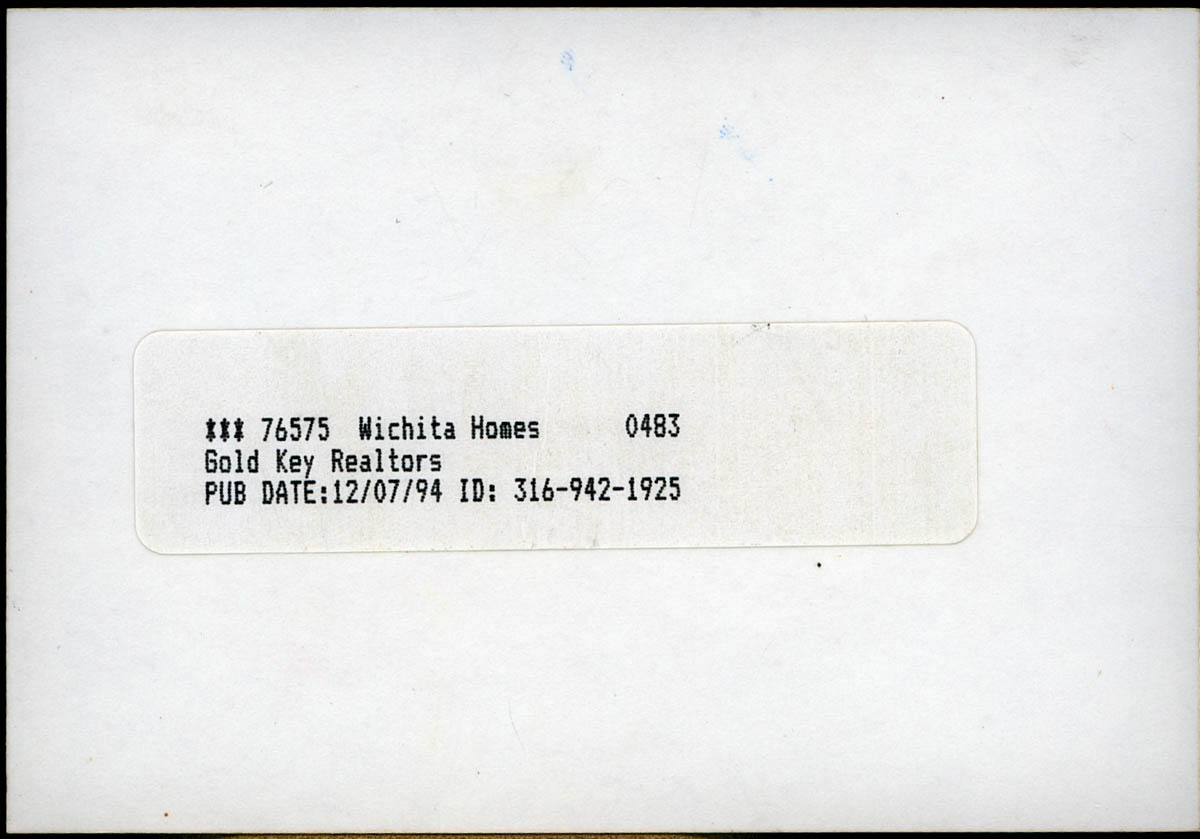 *** 76575 Wichita Homes 0483
Gold Key Realtors
PUB DATE:12/07/94 ID: 316-942-1925